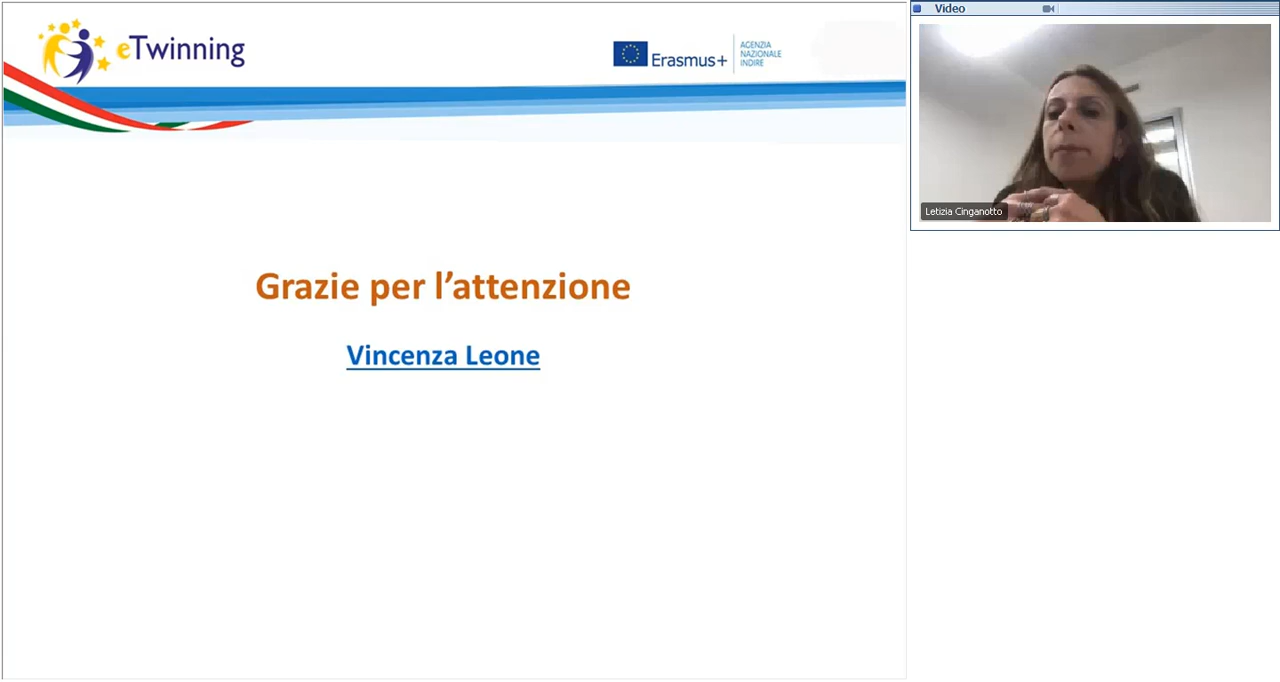 eTwinning
Erasmus+
AGENZIA
NAZIONALE
INDIRE
Grazie per l’attenzione
Vincenza Leone
Video
Letizia Cinganotto